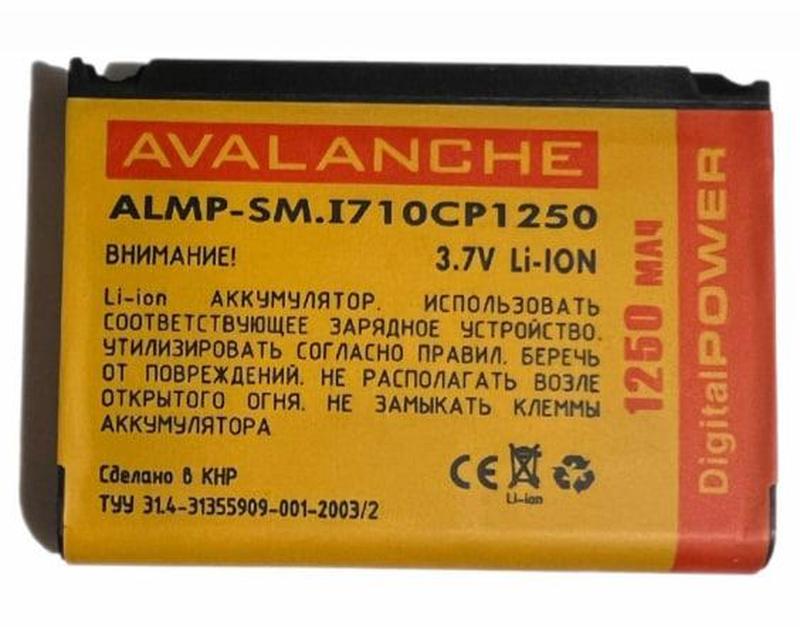 AVALANCHE
ALMP-SM.I710CP1250
ВНИМАНИЕ! 3.7V Li-ION
Li-ion АККУМУЛЯТОР. ИСПОЛЬЗОВАТЬ
СООТВЕТСТВУЮЩЕЕ ЗАРЯДНОЕ УСТРОЙСТВО.
УТИЛИЗИРОВАТЬ СОГЛАСНО ПРАВИЛ. БЕРЕЧЬ
ОТ ПОВРЕЖДЕНИЙ. НЕ РАСПОЛАГАТЬ ВОЗЛЕ
ОТКРЫТОГО ОГНЯ. НЕ ЗАМЫКАТЬ КЛЕММЫ
АККУМУЛЯТОРА
Сделано в КНР
ТУУ 31.4-31355909-001-2003/2
CE
Li-ion
1250 МАЧ
DigitalPOWER